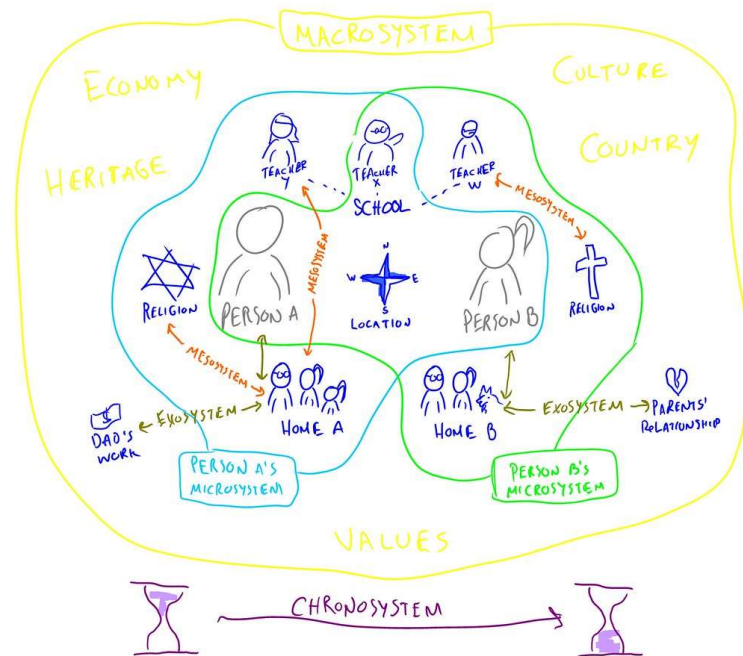 MACROSYSTEM
ECONOMY
CULTURE
HERITAGE
COUNTRY
TEACHER
Y
TEACHER
X
TEACHER
W
SCHOOL
MESOSYSTEM
MESOSYSTEM
RELIGION
PERSON A
N
W E
S
LOCATION
PERSON B
RELIGION
MESOSYSTEM
EXOSYSTEM
DAD'S
WORK
HOME A
HOME B
EXOSYSTEM
PARENTS'
RELATIONSHIP
PERSON A'S
MICROSYSTEM
PERSON B'S
MICROSYSTEM
VALUES
CHRONOSYSTEM